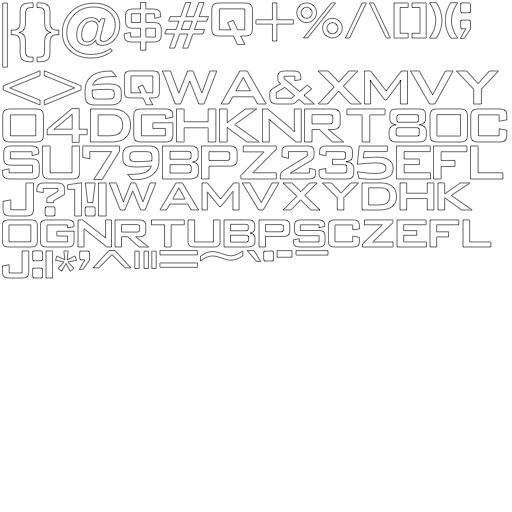 |{}@$#Q+%/\[]()(;
<>6QWA&XMVY
O4DGHKNRT8OC
SU79BPZ235EFL
J?1!WAMVXYDHK
OGNRTUBPSCZEFL
J;:|*'^"'=~`"-_